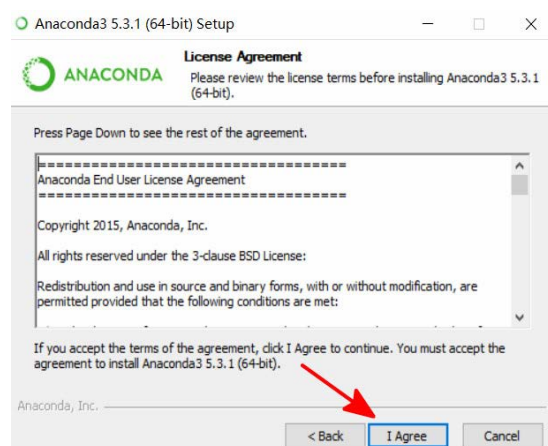 Anaconda3 5.3.1 (64-bit) Setup
ANACONDA
License Agreement
Please review the license terms before installing Anaconda3 5.3.1
(64-bit).
Press Page Down to see the rest of the agreement.
===================================
Anaconda End User License Agreement
===================================
Copyright 2015, Anaconda, Inc.
All rights reserved under the 3-clause BSD License:
Redistribution and use in source and binary forms, with or without modification, are
permitted provided that the following conditions are met:
If you accept the terms of the agreement, click I Agree to continue. You must accept the
agreement to install Anaconda3 5.3.1 (64-bit).
Anaconda, Inc.
< Back
I Agree
Cancel